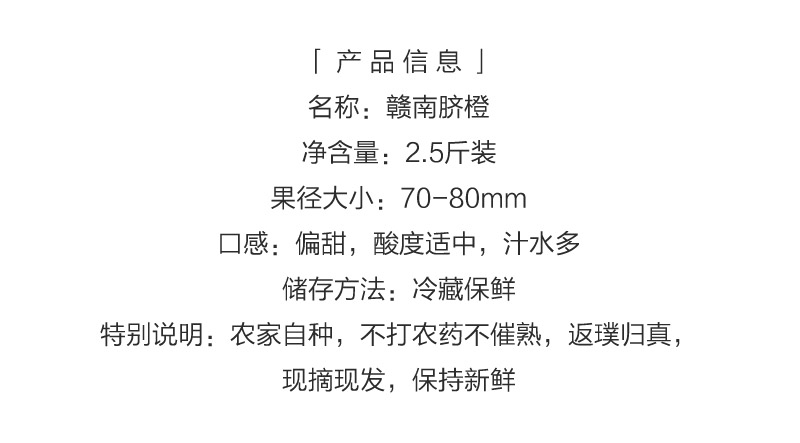 「 产品信息 」
名称：赣南脐橙
净含量：2.5斤装
果径大小：70-80mm
口感：偏甜，酸度适中，汁水多
储存方法：冷藏保鲜
特别说明：农家自种，不打农药不催熟，返璞归真，
现摘现发，保持新鲜